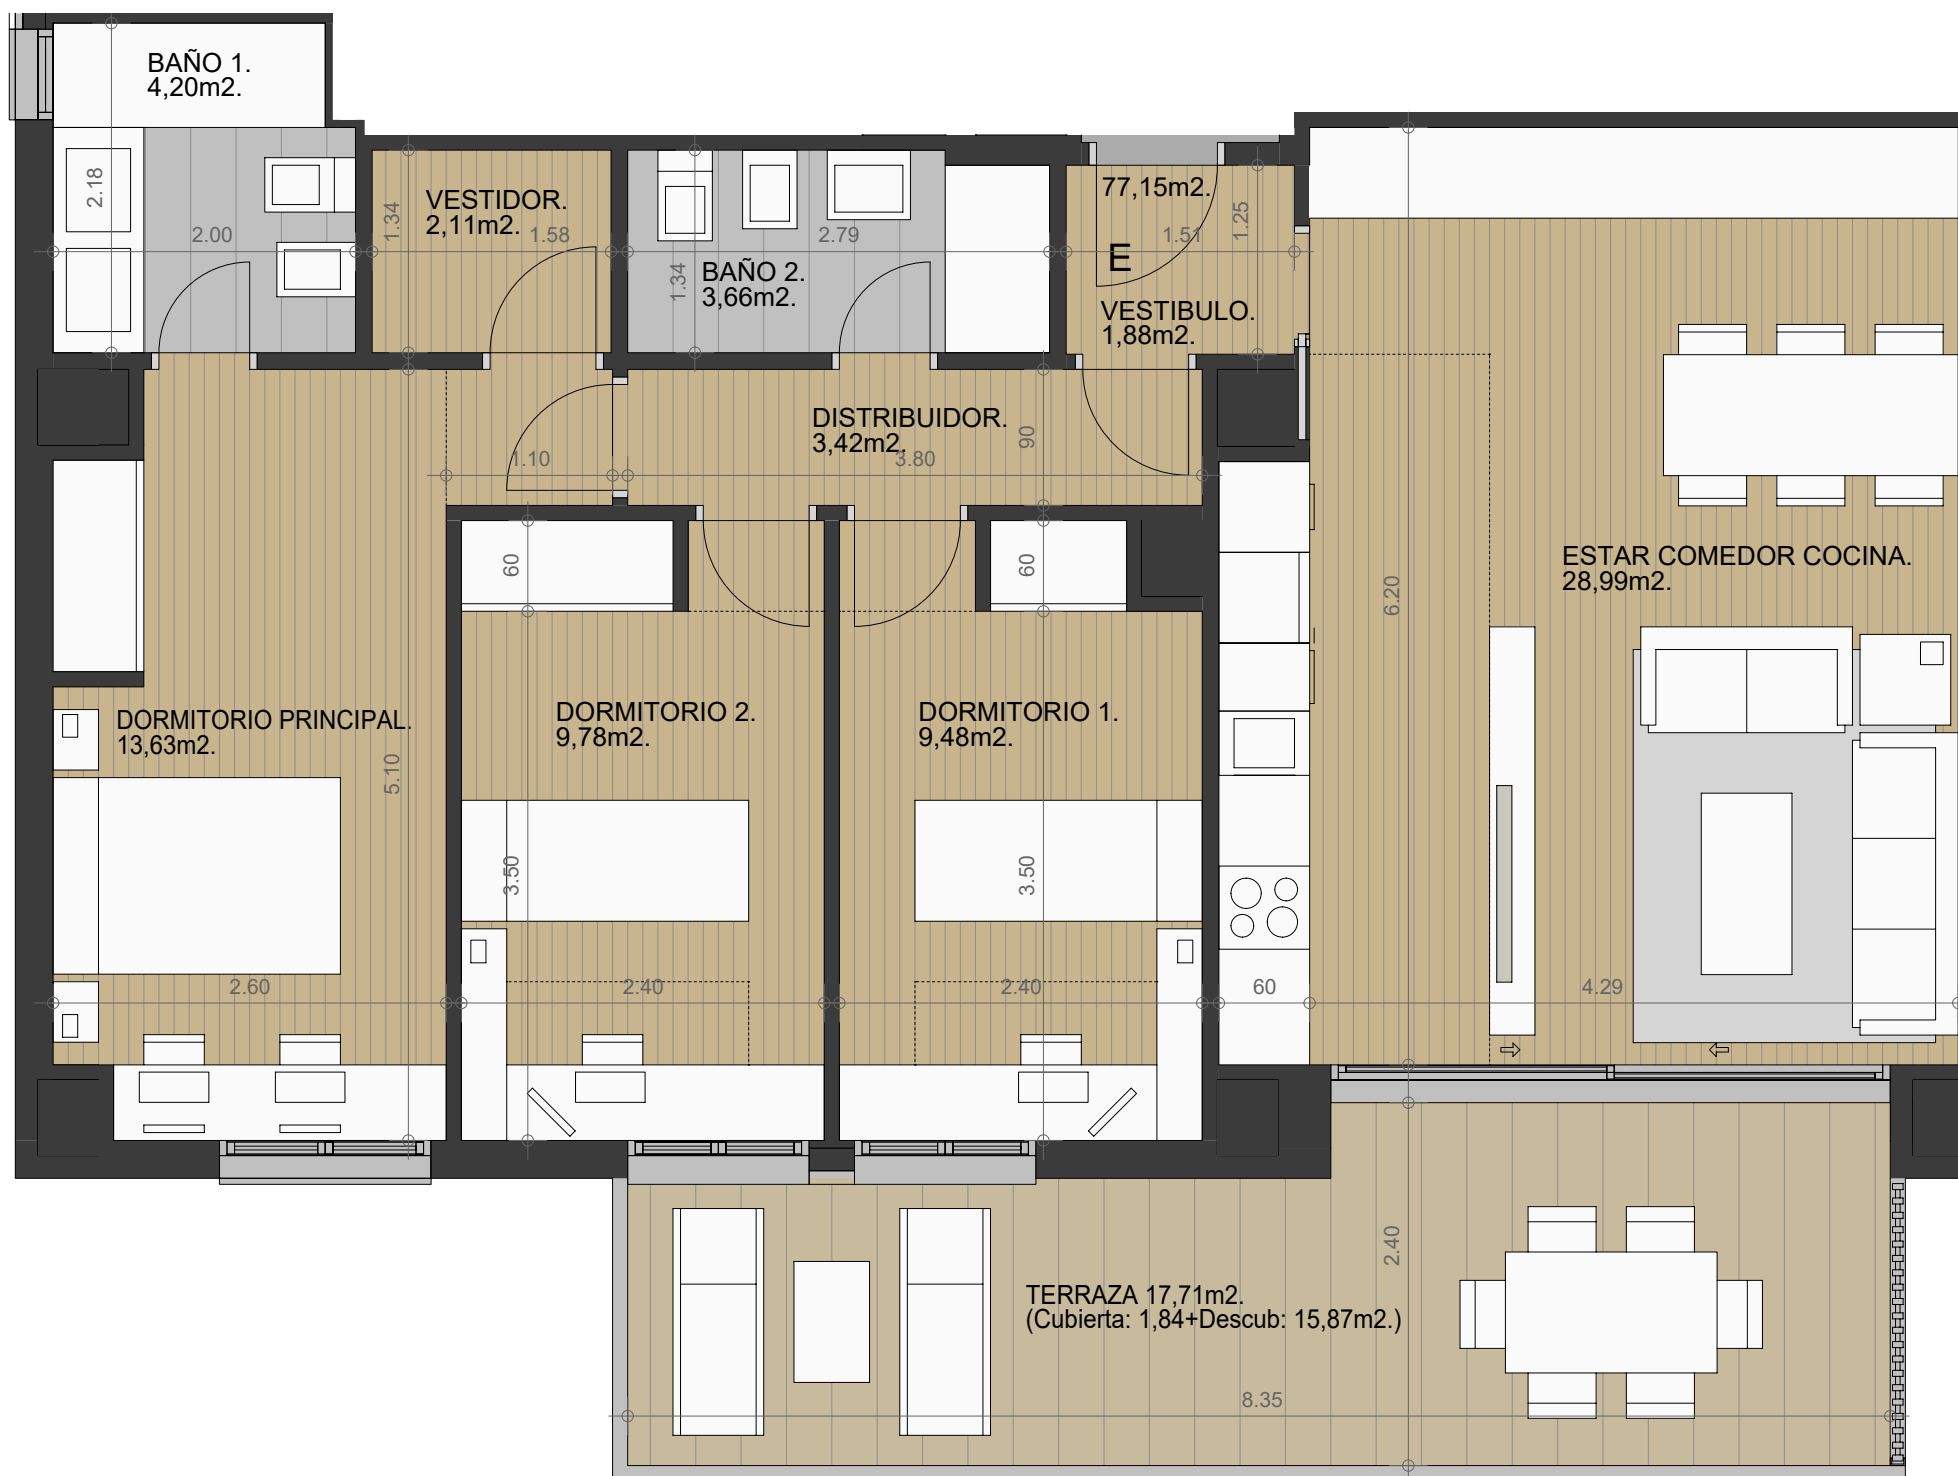 BAÑO 1.
4,20m2.
2.18
2.00
VESTIDOR.
2,11m2.
1.34
1.58
BAÑO 2.
3,66m2.
1.34
2.79
77,15m2.
E
1.51
1.25
VESTIBULO.
1,88m2.
DISTRIBUIDOR.
3,42m2.
90
1.10
3.80
60
60
ESTAR COMEDOR COCINA.
28,99m2.
6.20
DORMITORIO PRINCIPAL.
13,63m2.
5.10
DORMITORIO 2.
9,78m2.
DORMITORIO 1.
9,48m2.
3.50
3.50
2.60
2.40
2.40
60
4.29
2.40
TERRAZA 17,71m2.
(Cubierta: 1,84+Descub: 15,87m2.)
8.35